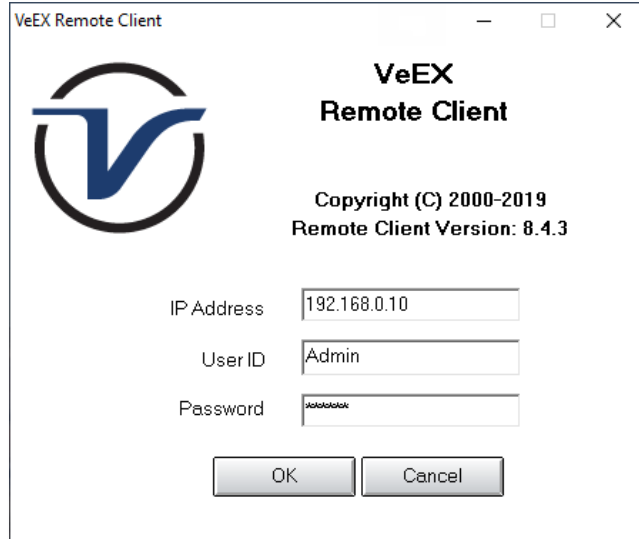 VeEX Remote Client
VeEX
Remote Client
Copyright (C) 2000-2019
Remote Client Version: 8.4.3
IP Address 192.168.0.10
User ID Admin
Password *******
OK Cancel